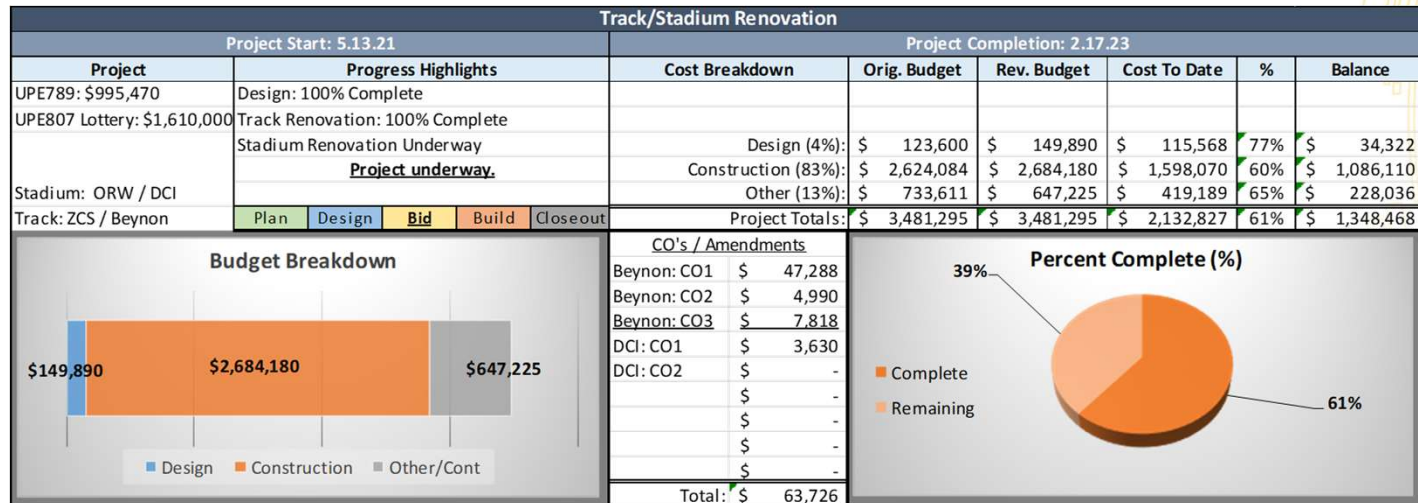 Track/Stadium Renovation
Project Start: 5.13.21 Project Completion: 2.17.23
Project Progress Highlights Cost Breakdown Orig. Budget Rev. Budget Cost To Date % Balance
UPE789: $995,470 Design: 100% Complete
UPE807 Lottery: $1,610,000 Track Renovation: 100% Complete
Stadium Renovation Underway Design (4%): $ 123,600 $ 149,890 $ 115,568 77% $ 34,322
Project underway. Construction (83%): $ 2,624,084 $ 2,684,180 $ 1,598,070 60% $ 1,086,110
Stadium: ORW / DCI Other (13%): $ 733,611 $ 647,225 $ 419,189 65% $ 228,036
Track: ZCS / Beynon Plan Design Bid Build Closeout Project Totals: $ 3,481,295 $ 3,481,295 $ 2,132,827 61% $ 1,348,468
Budget Breakdown
$149,890 $2,684,180 $647,225
Design Construction Other/Cont
CO's / Amendments
Beynon: CO1 $ 47,288
Beynon: CO2 $ 4,990
Beynon: CO3 $ 7,818
DCI: CO1 $ 3,630
DCI: CO2 $ -
$ -
$ -
$ -
$ -
Total: $ 63,726
Percent Complete (%)
39%
Complete
Remaining
61%